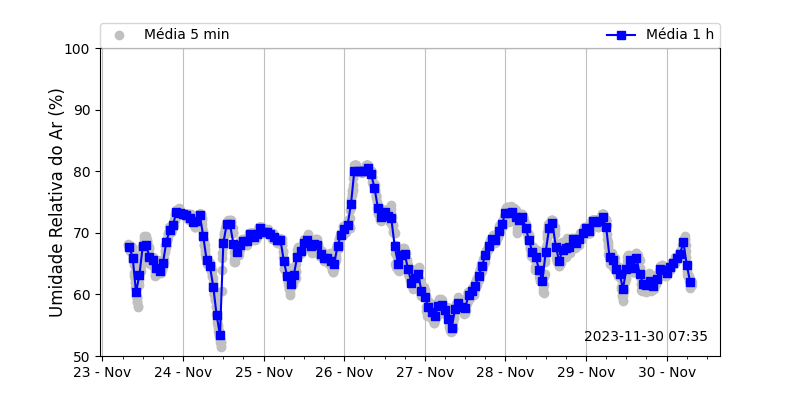 Média 5 min
Média 1 h
Umidade Relativa do Ar (%)
100
90
80
70
60
50
2023-11-30 07:35
23 - Nov
24 - Nov
25 - Nov
26 - Nov
27 - Nov
28 - Nov
29 - Nov
30 - Nov